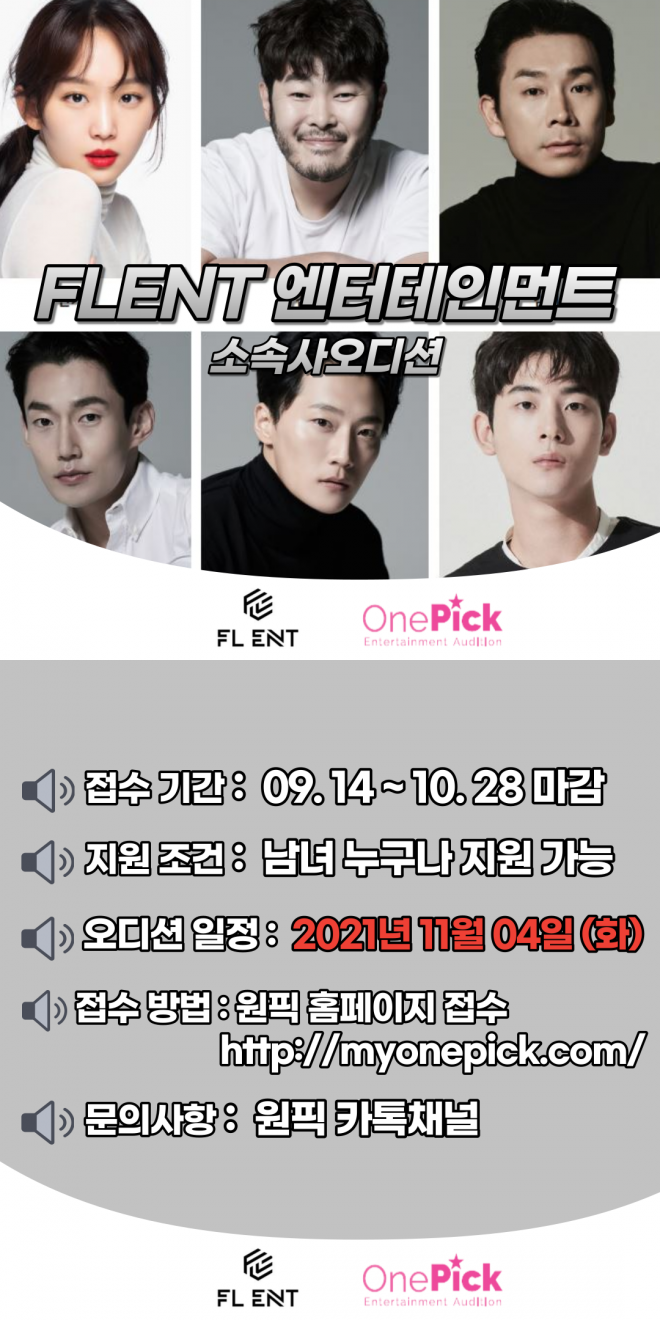 FLENT 엔터테인먼트
소속사오디션
FL ENT
OnePick
Entertainment Audition
접수 기간 : 09. 14 ~ 10. 28 마감
지원 조건 : 남녀 누구나 지원 가능
오디션 일정 : 2021년 11월 04일 (화)
접수 방법 : 원픽 홈페이지 접수
http://myonepick.com/
문의사항 : 원픽 카톡채널
FL ENT
OnePick
Entertainment Audition